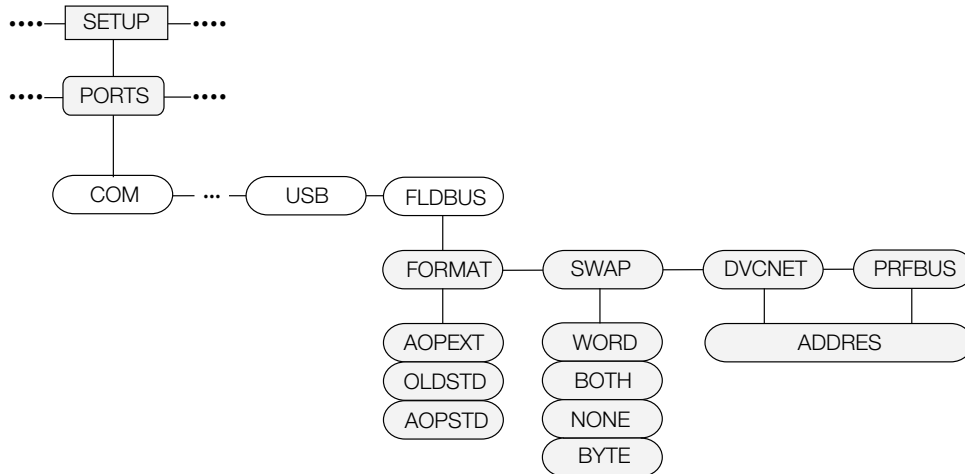 •••• SETUP ••••
•••• PORTS ••••
COM ... USB FLDBUS
FORMAT SWAP DVCNET PRFBUS
AOPEXT WORD ADDRES
OLDSTD BOTH
AOPSTD NONE
BYTE